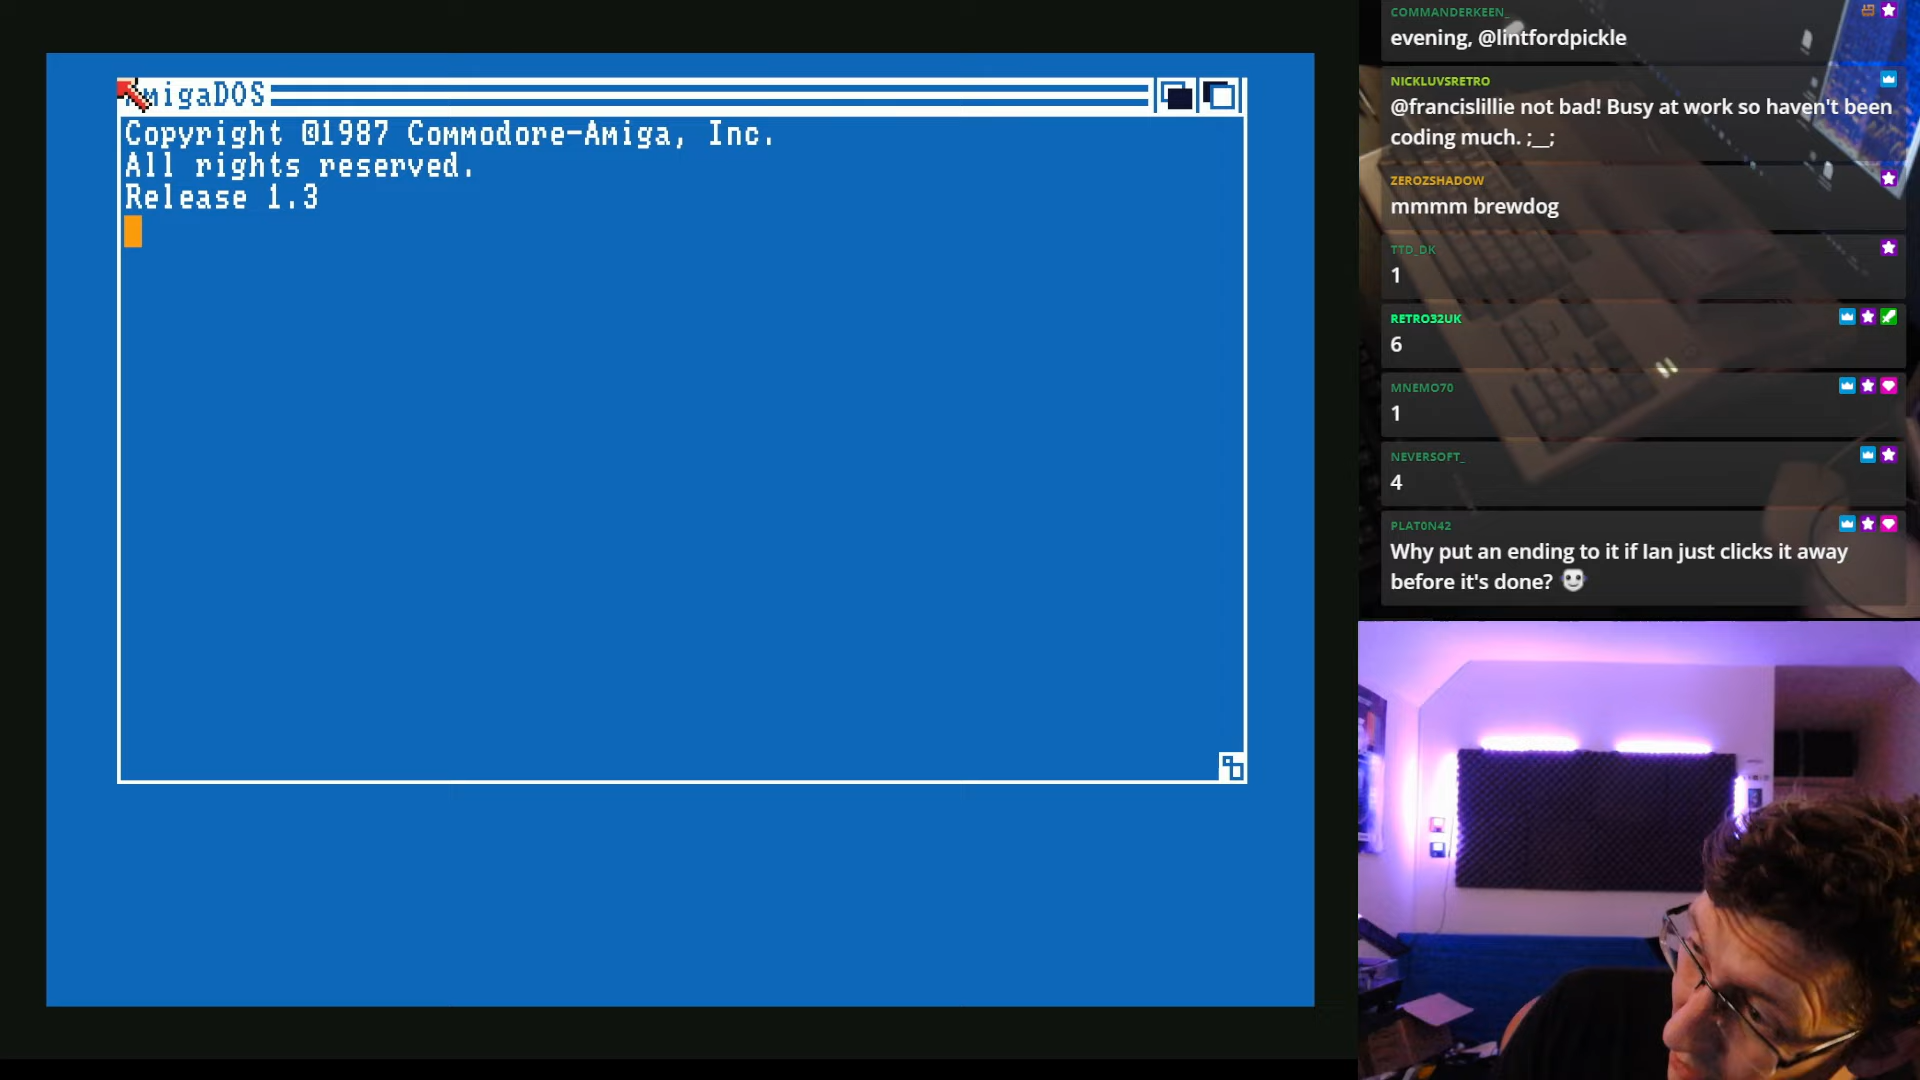 AmigaDOS
Copyright ©1987 Commodore-Amiga, Inc.
All rights reserved.
Release 1.3
COMMANDERKEEN_
evening, @lintfordpickle
NICKLUVSRETRO
@francislillie not bad! Busy at work so haven't been
coding much. ;__;
ZEROZSHADOW
mmmm brewdog
TTD_DK
1
RETRO32UK
6
MNEMO70
1
NEVERSOFT_
4
PLAT0N42
Why put an ending to it if Ian just clicks it away
before it's done?